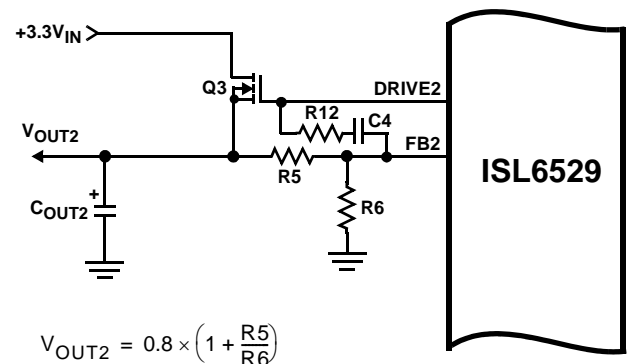 +3.3VIN
Q3
DRIVE2
R12
C4
VOUT2
FB2
R5
ISL6529
+
COUT2
R6
VOUT2 = 0.8 × (1 + R5/R6)